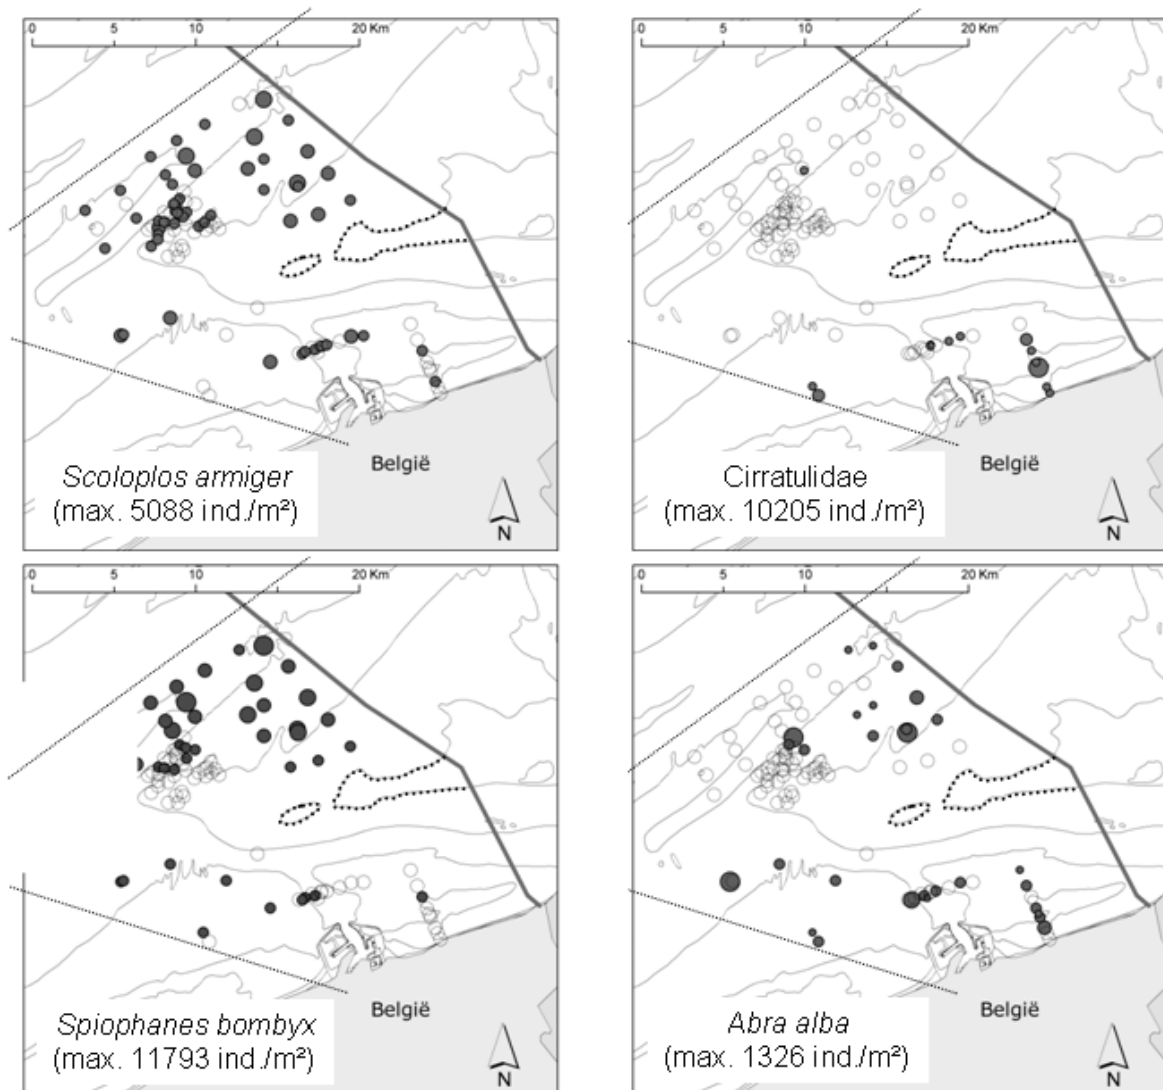 0 5 10 20 Km
België
Scoloplos armiger
(max. 5088 ind./m²)
N
0 5 10 20 Km
België
Cirratulidae
(max. 10205 ind./m²)
N
0 5 10 20 Km
België
Spiophanes bombyx
(max. 11793 ind./m²)
N
0 5 10 20 Km
België
Abra alba
(max. 1326 ind./m²)
N